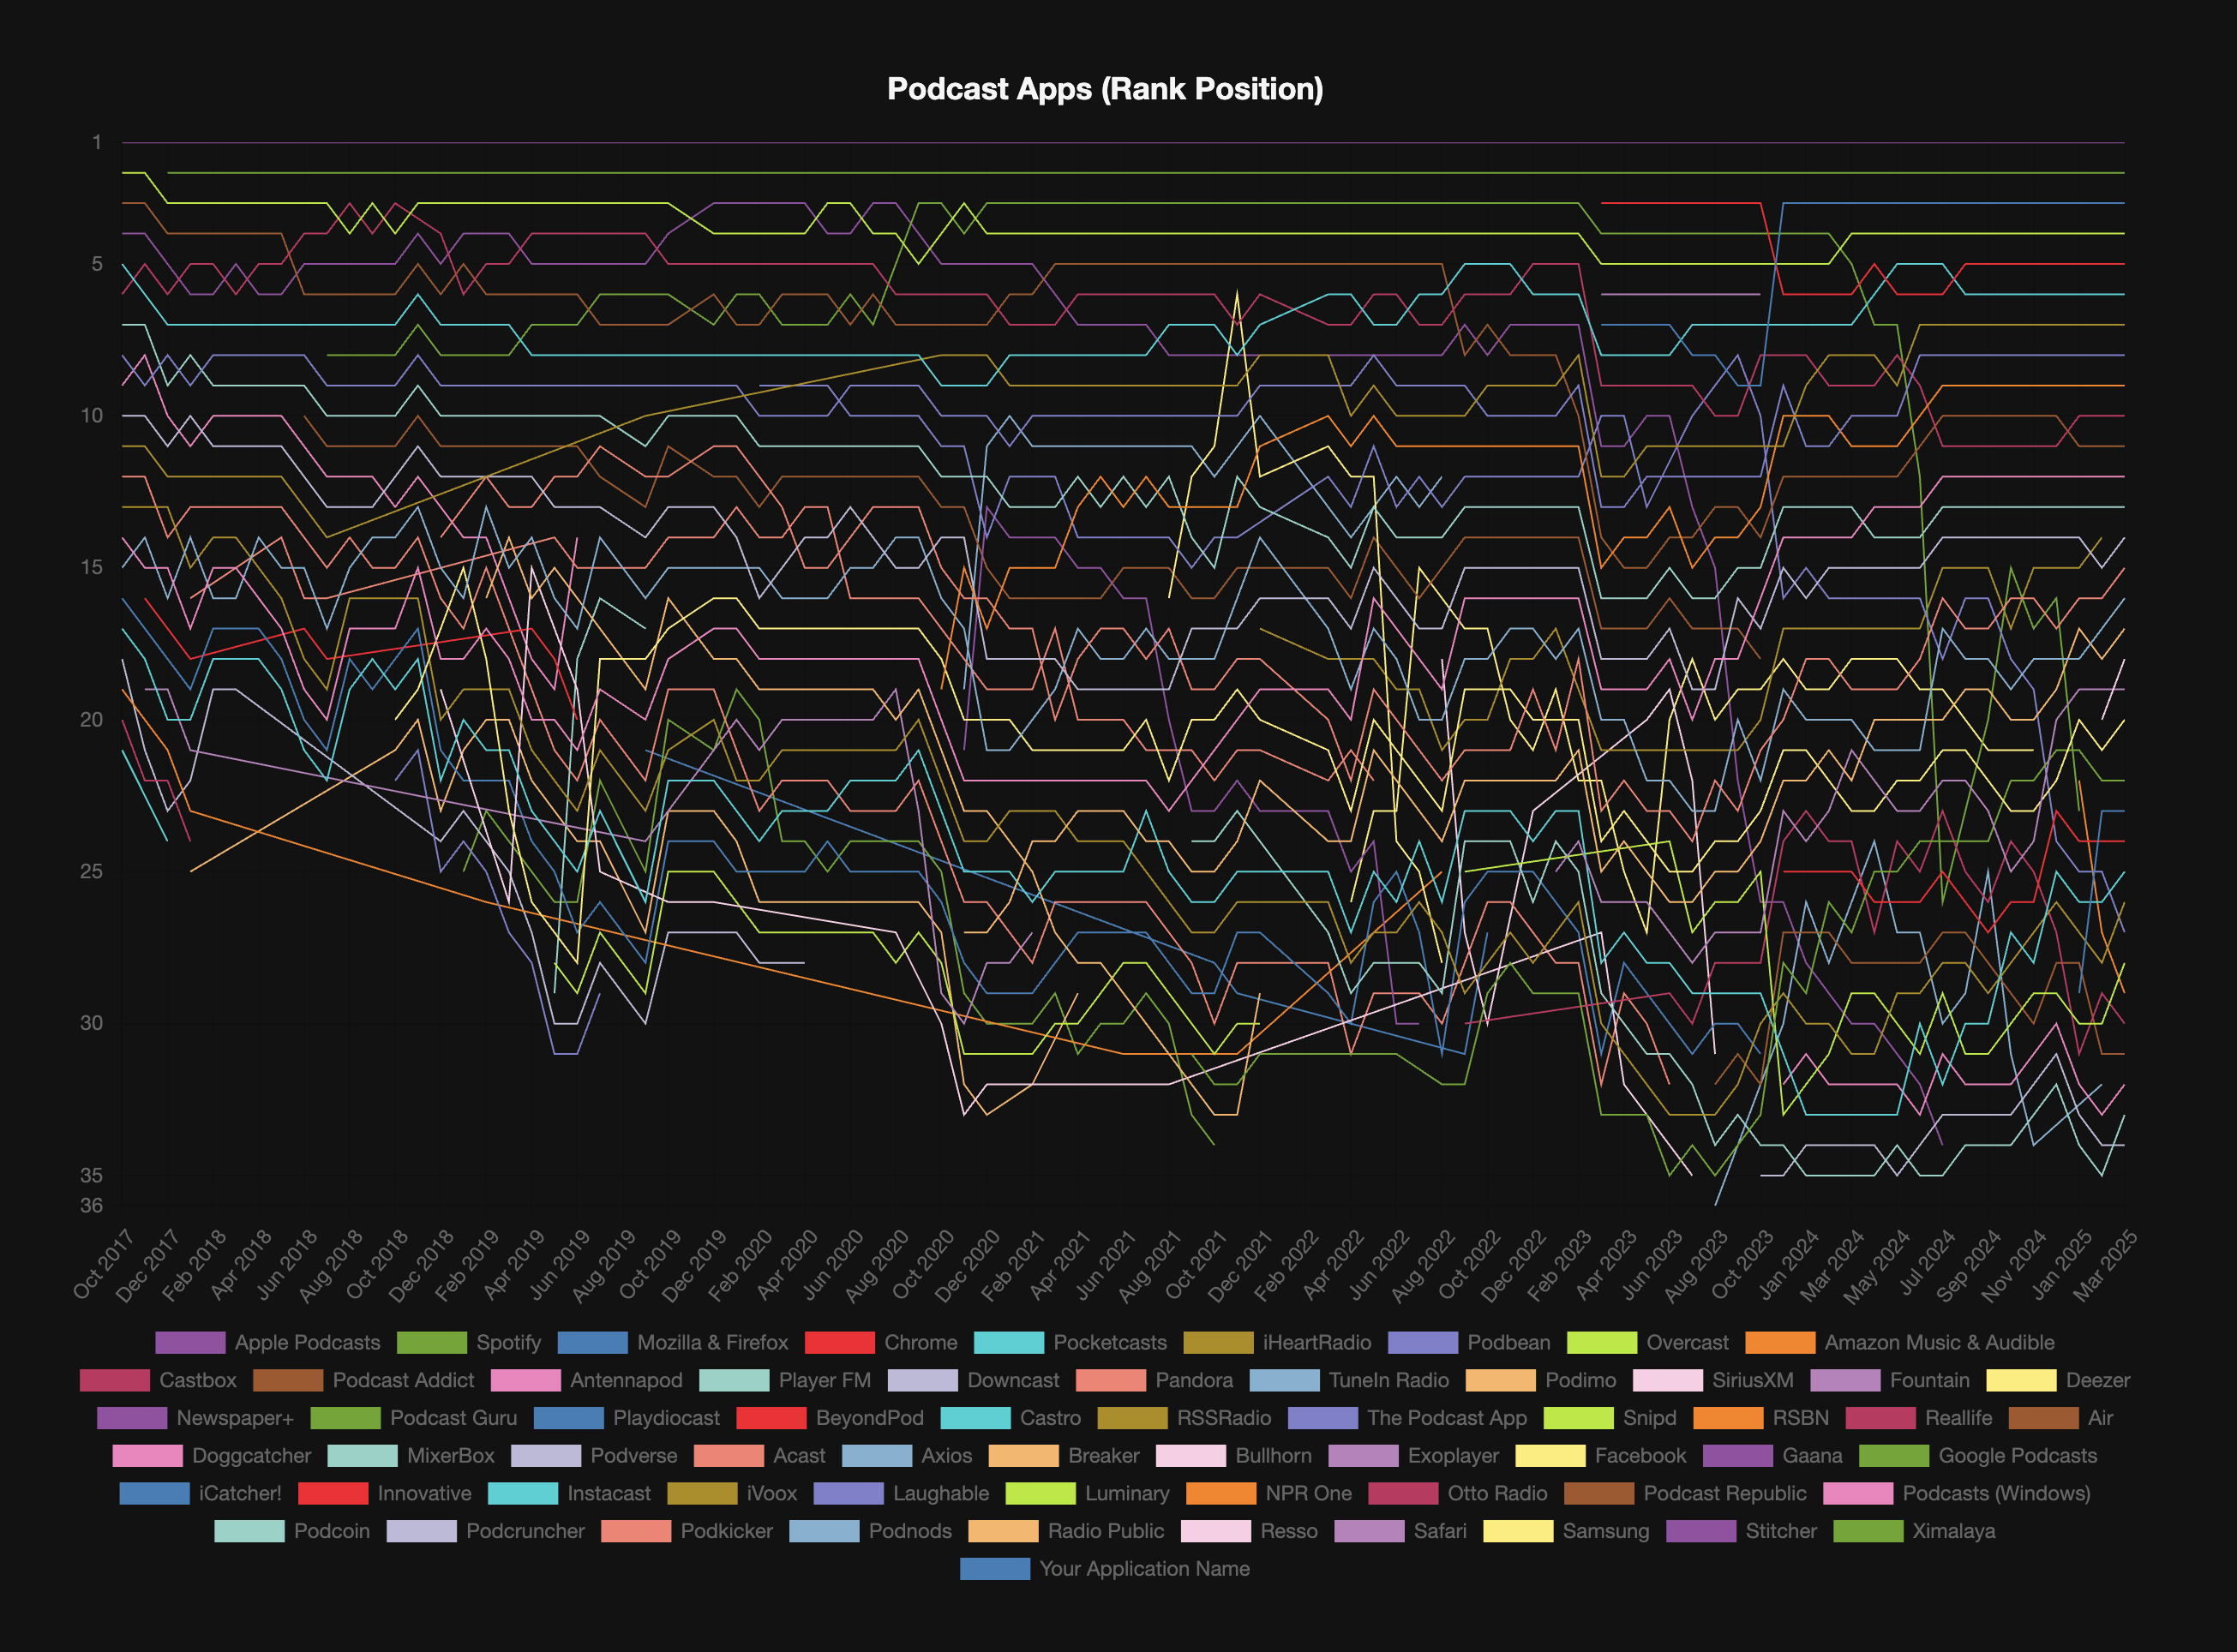 Podcast Apps (Rank Position)
1
5
10
15
20
25
30
35
36
Oct 2017 Dec 2017 Feb 2018 Apr 2018 Jun 2018 Aug 2018 Oct 2018 Dec 2018 Feb 2019 Apr 2019 Jun 2019 Aug 2019 Oct 2019 Dec 2019 Feb 2020 Apr 2020 Jun 2020 Aug 2020 Oct 2020 Dec 2020 Feb 2021 Apr 2021 Jun 2021 Aug 2021 Oct 2021 Dec 2021 Feb 2022 Apr 2022 Jun 2022 Aug 2022 Oct 2022 Dec 2022 Feb 2023 Apr 2023 Jun 2023 Aug 2023 Oct 2023 Jan 2024 Mar 2024 May 2024 Jul 2024 Sep 2024 Nov 2024 Jan 2025 Mar 2025
Apple Podcasts Spotify Mozilla & Firefox Chrome Pocketcasts iHeartRadio Podbean Overcast Amazon Music & Audible
Castbox Podcast Addict Antennapod Player FM Downcast Pandora TuneIn Radio Podimo SiriusXM Fountain Deezer
Newspaper+ Podcast Guru Playdiocast BeyondPod Castro RSSRadio The Podcast App Snipd RSBN Reallife Air
Doggcatcher MixerBox Podverse Acast Axios Breaker Bullhorn Exoplayer Facebook Gaana Google Podcasts
iCatcher! Innovative Instacast iVoox Laughable Luminary NPR One Otto Radio Podcast Republic Podcasts (Windows)
Podcoin Podcruncher Podkicker Podnods Radio Public Resso Safari Samsung Stitcher Ximalaya
Your Application Name